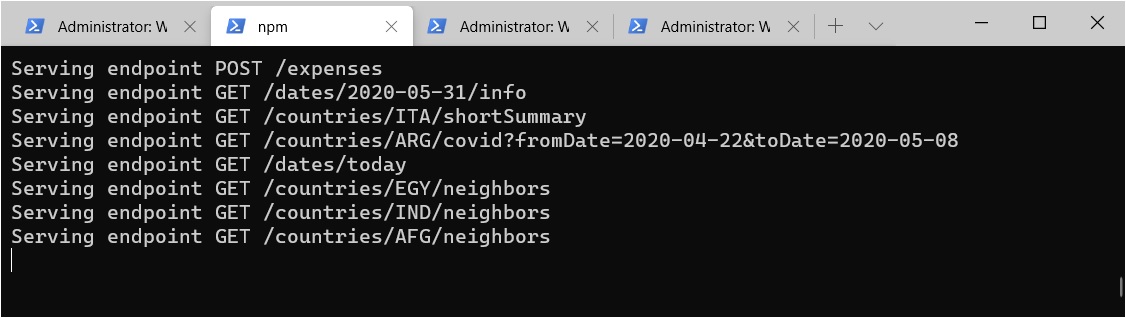 Administrator: W npm Administrator: W Administrator: W
Serving endpoint POST /expenses
Serving endpoint GET /dates/2020-05-31/info
Serving endpoint GET /countries/ITA/shortSummary
Serving endpoint GET /countries/ARG/covid?fromDate=2020-04-22&toDate=2020-05-08
Serving endpoint GET /dates/today
Serving endpoint GET /countries/EGY/neighbors
Serving endpoint GET /countries/IND/neighbors
Serving endpoint GET /countries/AFG/neighbors